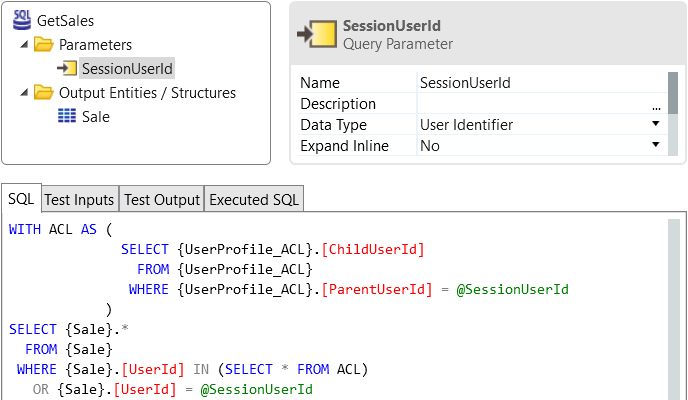 SQL GetSales
Parameters
SessionUserId
Output Entities / Structures
Sale
SessionUserId
Query Parameter
Name SessionUserId
Description ...
Data Type User Identifier
Expand Inline No
SQL Test Inputs Test Output Executed SQL
WITH ACL AS (
SELECT {UserProfile_ACL}.[ChildUserId]
FROM {UserProfile_ACL}
WHERE {UserProfile_ACL}.[ParentUserId] = @SessionUserId
)
SELECT {Sale}.*
FROM {Sale}
WHERE {Sale}.[UserId] IN (SELECT * FROM ACL)
OR {Sale}.[UserId] = @SessionUserId